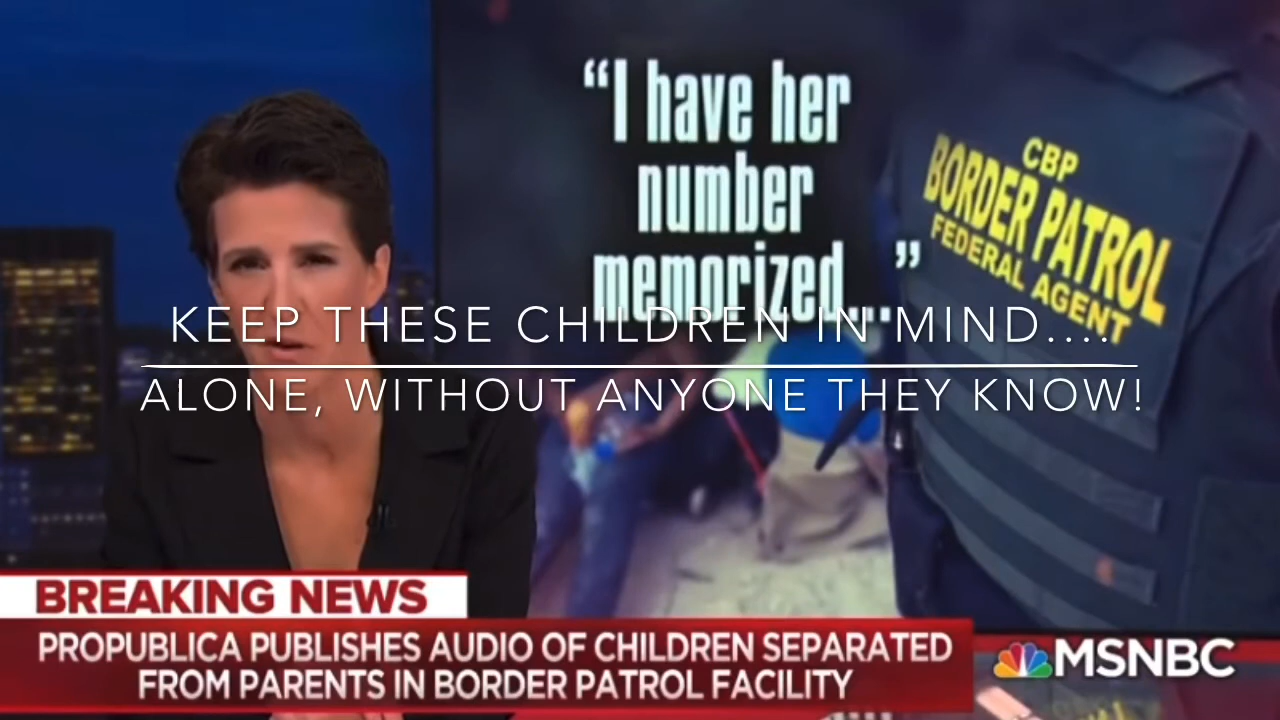 “I have her
number
memorized...”
CBP
BORDER PATROL
FEDERAL AGENT
KEEP THESE CHILDREN IN MIND....
ALONE, WITHOUT ANYONE THEY KNOW!
BREAKING NEWS
PROPUBLICA PUBLISHES AUDIO OF CHILDREN SEPARATED
FROM PARENTS IN BORDER PATROL FACILITY
MSNBC